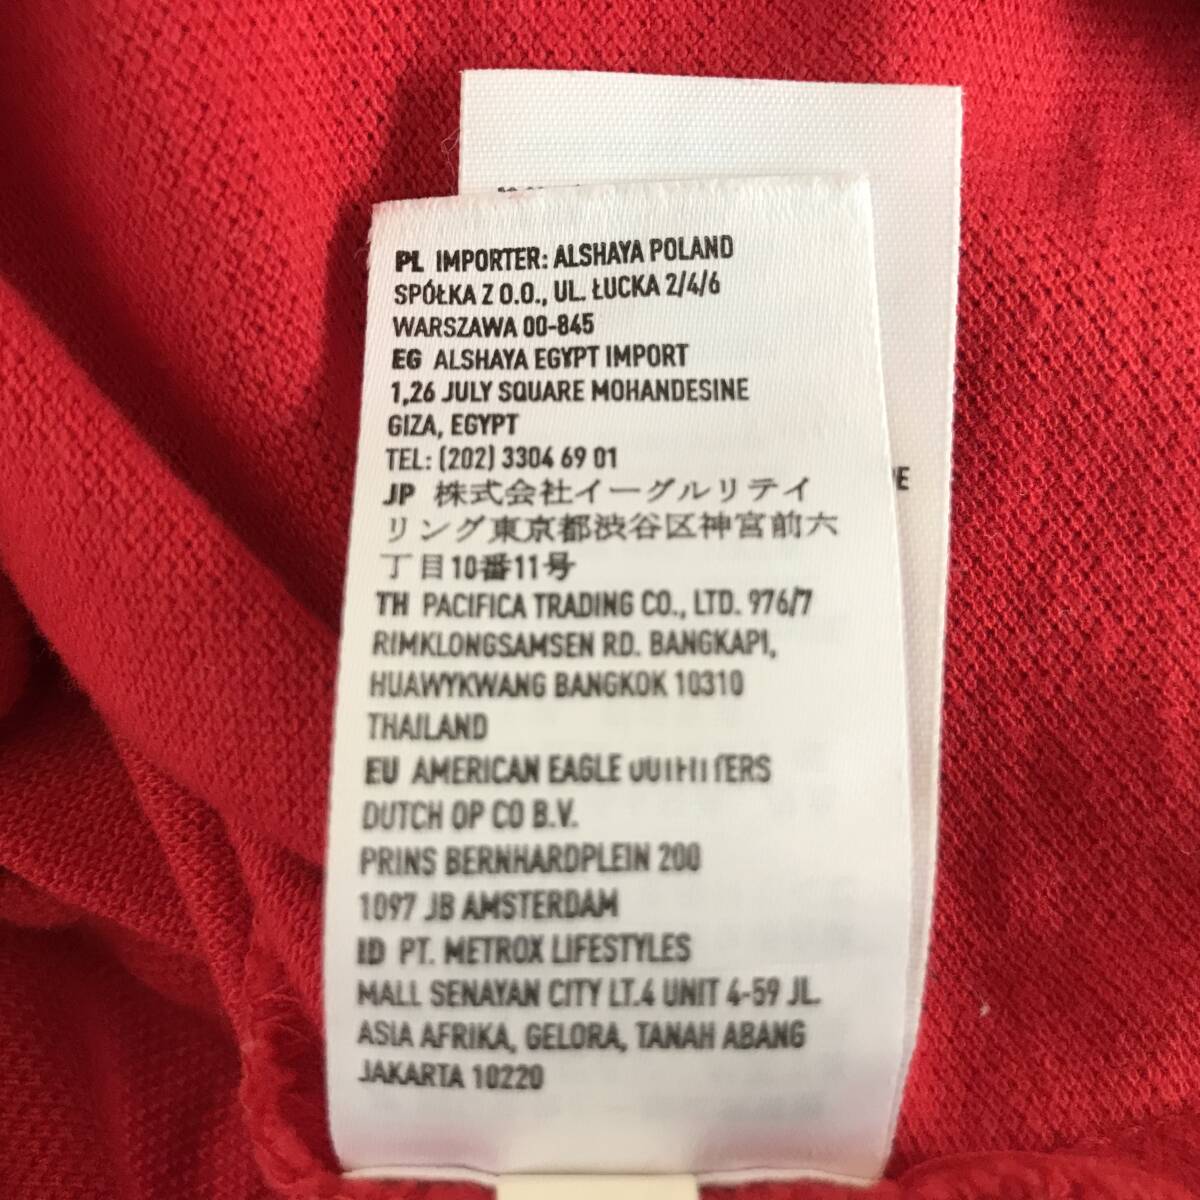 PL IMPORTER: ALSHAYA POLAND
SPÓŁKA Z O.O., UL. ŁUCKA 2/4/6
WARSZAWA 00-845
EG ALSHAYA EGYPT IMPORT
1,26 JULY SQUARE MOHANDESINE
GIZA, EGYPT
TEL: (202) 3304 69 01
JP 株式会社イーグルリテイ
リング東京都渋谷区神宮前六
丁目10番11号
TH PACIFICA TRADING CO., LTD. 976/7
RIMKLONGSAMSEN RD. BANGKAPI,
HUAWYKWANG BANGKOK 10310
THAILAND
EU AMERICAN EAGLE OUTFITTERS
DUTCH OP CO B.V.
PRINS BERNHARDPLEIN 200
1097 JB AMSTERDAM
ID PT. METROX LIFESTYLES
MALL SENAYAN CITY LT.4 UNIT 4-59 JL.
ASIA AFRIKA, GELORA, TANAH ABANG
JAKARTA 10220